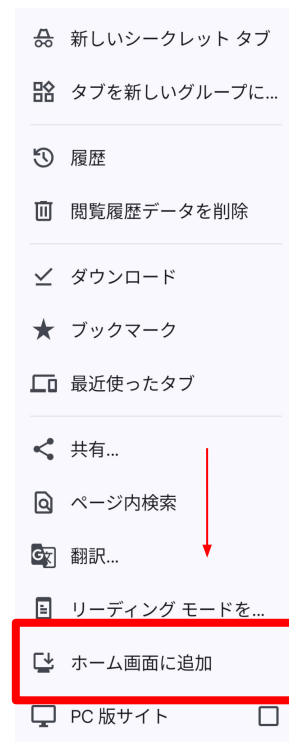 新しいシークレット タブ
タブを新しいグループに...
履歴
閲覧履歴データを削除
ダウンロード
ブックマーク
最近使ったタブ
共有...
ページ内検索
翻訳...
リーディング モードを...
ホーム画面に追加
PC 版サイト